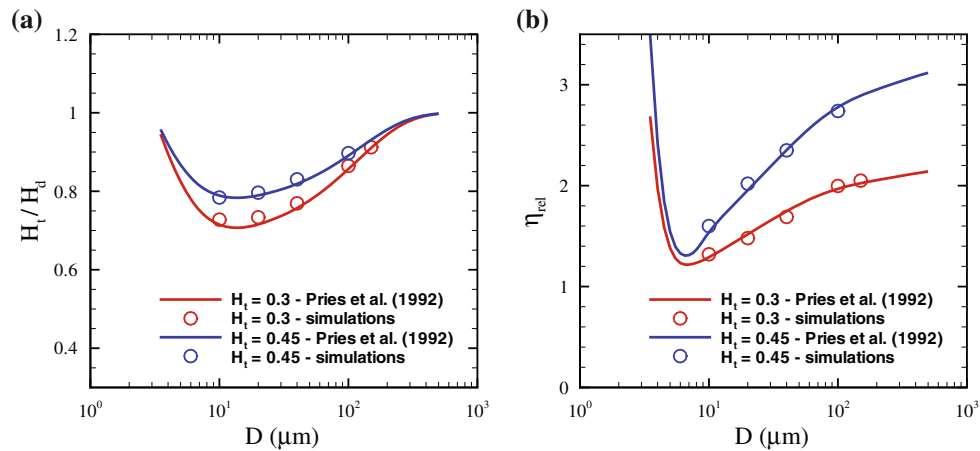 (a)
1.2
1
0.8
0.6
0.4
H_t / H_d
10^0
10^1
10^2
10^3
D (μm)
H_t = 0.3 - Pries et al. (1992)
H_t = 0.3 - simulations
H_t = 0.45 - Pries et al. (1992)
H_t = 0.45 - simulations
(b)
3
2
1
0
η_rel
10^0
10^1
10^2
10^3
D (μm)
H_t = 0.3 - Pries et al. (1992)
H_t = 0.3 - simulations
H_t = 0.45 - Pries et al. (1992)
H_t = 0.45 - simulations